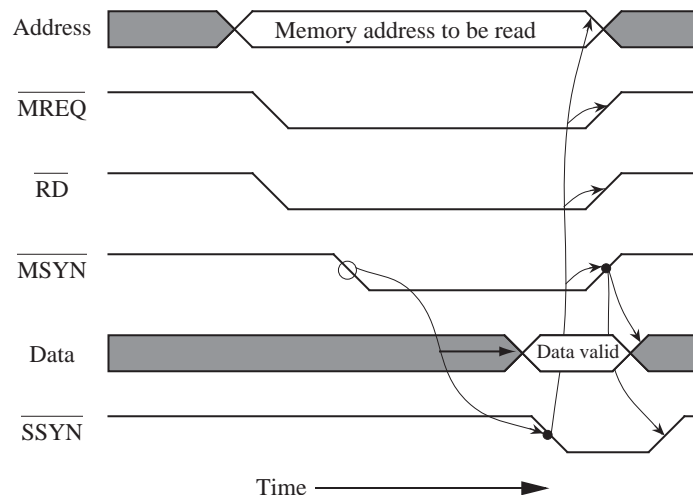 Address
Memory address to be read
MREQ
RD
MSYN
Data
Data valid
SSYN
Time